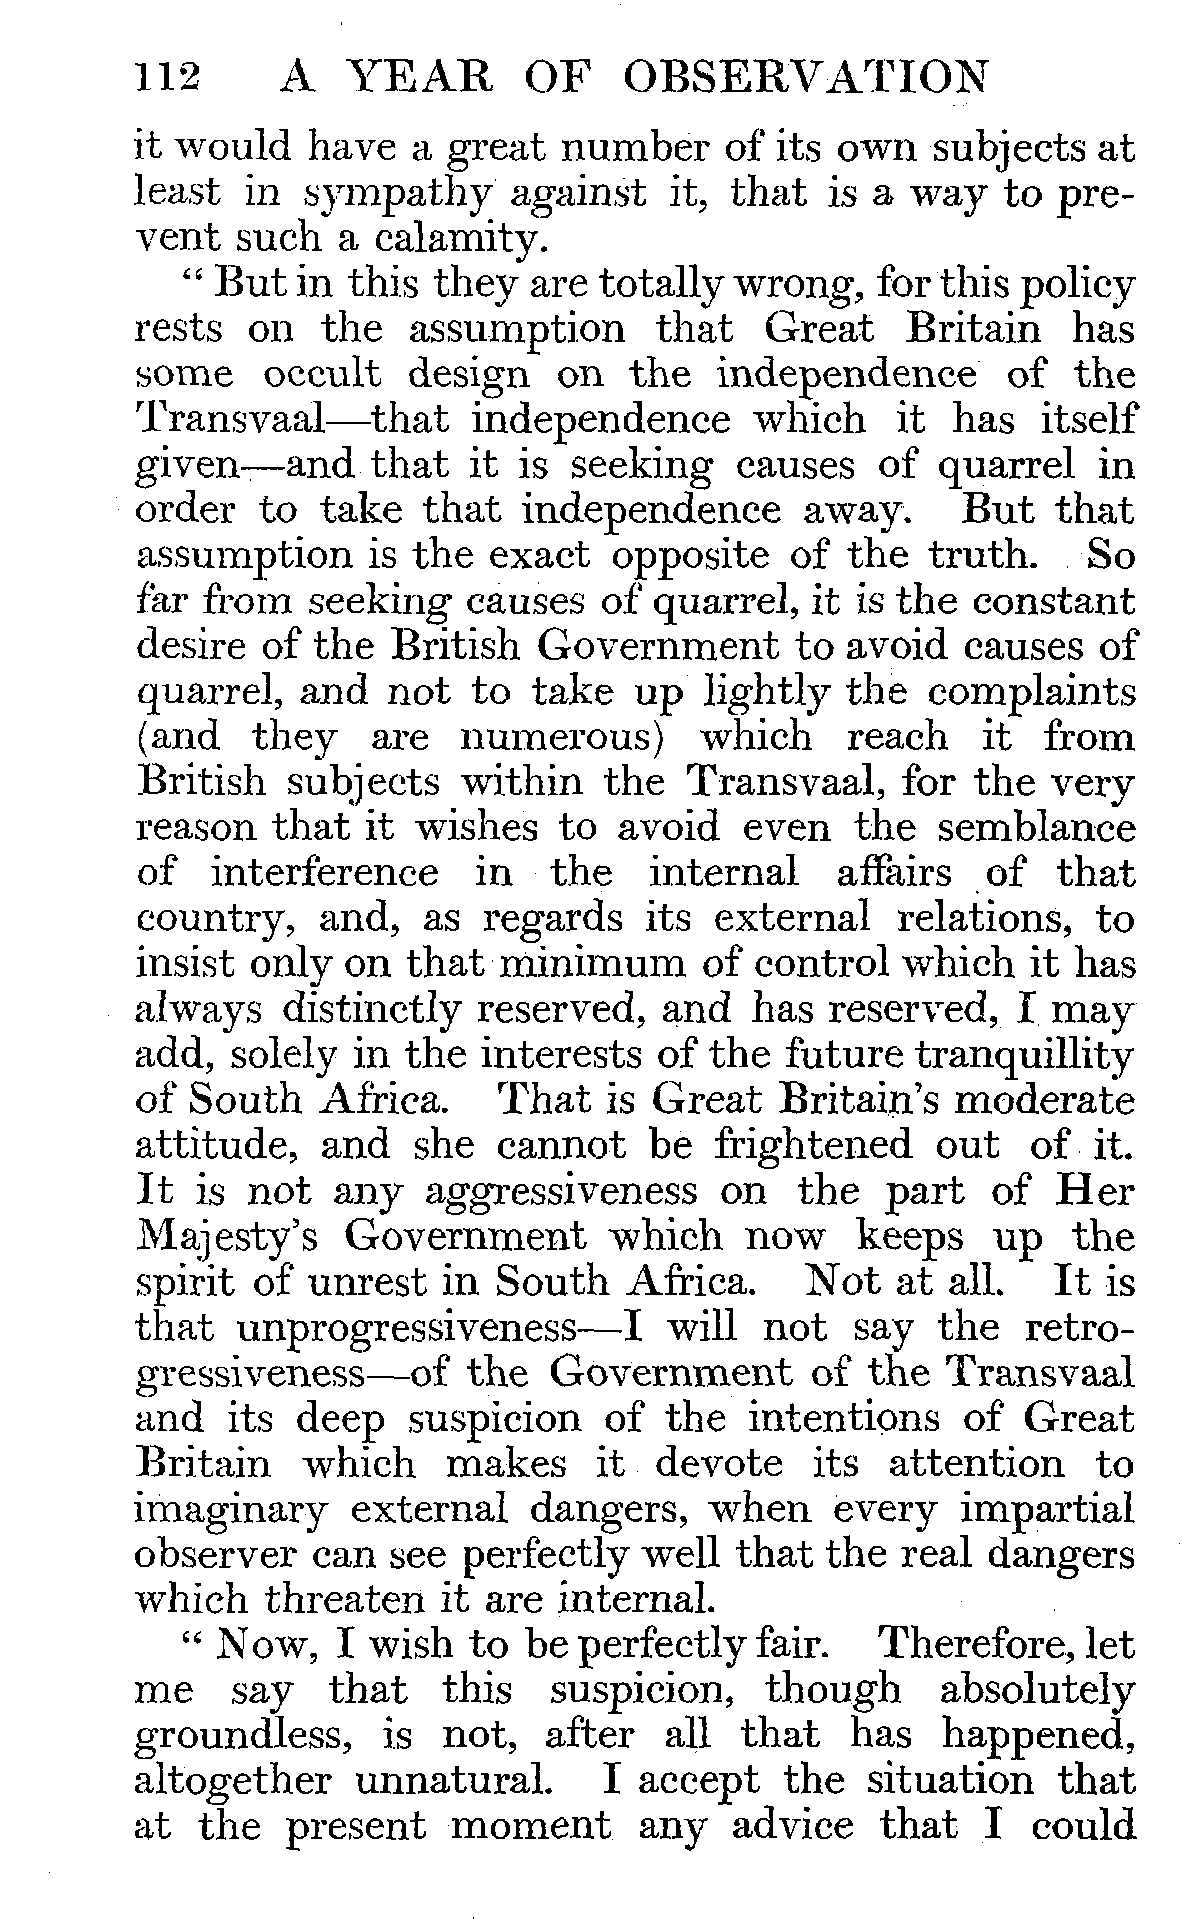 112 A YEAR OF OBSERVATION
it would have a great number of its own subjects at
least in sympathy against it, that is a way to pre-
vent such a calamity.
“ But in this they are totally wrong, for this policy
rests on the assumption that Great Britain has
some occult design on the independence of the
Transvaal—that independence which it has itself
given—and that it is seeking causes of quarrel in
order to take that independence away. But that
assumption is the exact opposite of the truth. So
far from seeking causes of quarrel, it is the constant
desire of the British Government to avoid causes of
quarrel, and not to take up lightly the complaints
(and they are numerous) which reach it from
British subjects within the Transvaal, for the very
reason that it wishes to avoid even the semblance
of interference in the internal affairs of that
country, and, as regards its external relations, to
insist only on that minimum of control which it has
always distinctly reserved, and has reserved, I may
add, solely in the interests of the future tranquillity
of South Africa. That is Great Britain’s moderate
attitude, and she cannot be frightened out of it.
It is not any aggressiveness on the part of Her
Majesty’s Government which now keeps up the
spirit of unrest in South Africa. Not at all. It is
that unprogressiveness—I will not say the retro-
gressiveness—of the Government of the Transvaal
and its deep suspicion of the intentions of Great
Britain which makes it devote its attention to
imaginary external dangers, when every impartial
observer can see perfectly well that the real dangers
which threaten it are internal.
“ Now, I wish to be perfectly fair. Therefore, let
me say that this suspicion, though absolutely
groundless, is not, after all that has happened,
altogether unnatural. I accept the situation that
at the present moment any advice that I could